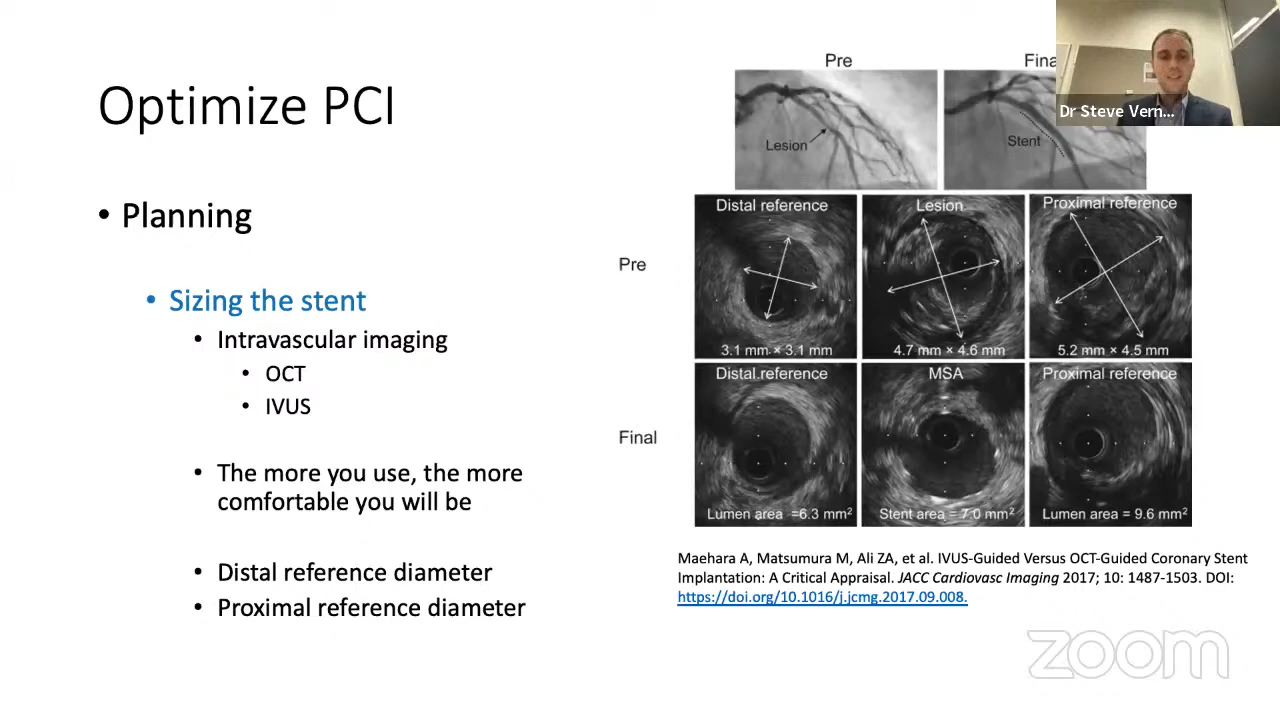 Optimize PCI
• Planning
• Sizing the stent
• Intravascular imaging
• OCT
• IVUS
• The more you use, the more
comfortable you will be
• Distal reference diameter
• Proximal reference diameter
Pre
Fina
Lesion
Stent
Dr Steve Vern...
Pre
Distal reference
Lesion
Proximal reference
3.1 mm × 3.1 mm
4.7 mm × 4.6 mm
5.2 mm × 4.5 mm
Final
Distal reference
MSA
Proximal reference
Lumen area =6.3 mm²
Stent area = 7.0 mm²
Lumen area = 9.6 mm²
Maehara A, Matsumura M, Ali ZA, et al. IVUS-Guided Versus OCT-Guided Coronary Stent
Implantation: A Critical Appraisal. JACC Cardiovasc Imaging 2017; 10: 1487-1503. DOI:
https://doi.org/10.1016/j.jcmg.2017.09.008.
zoom